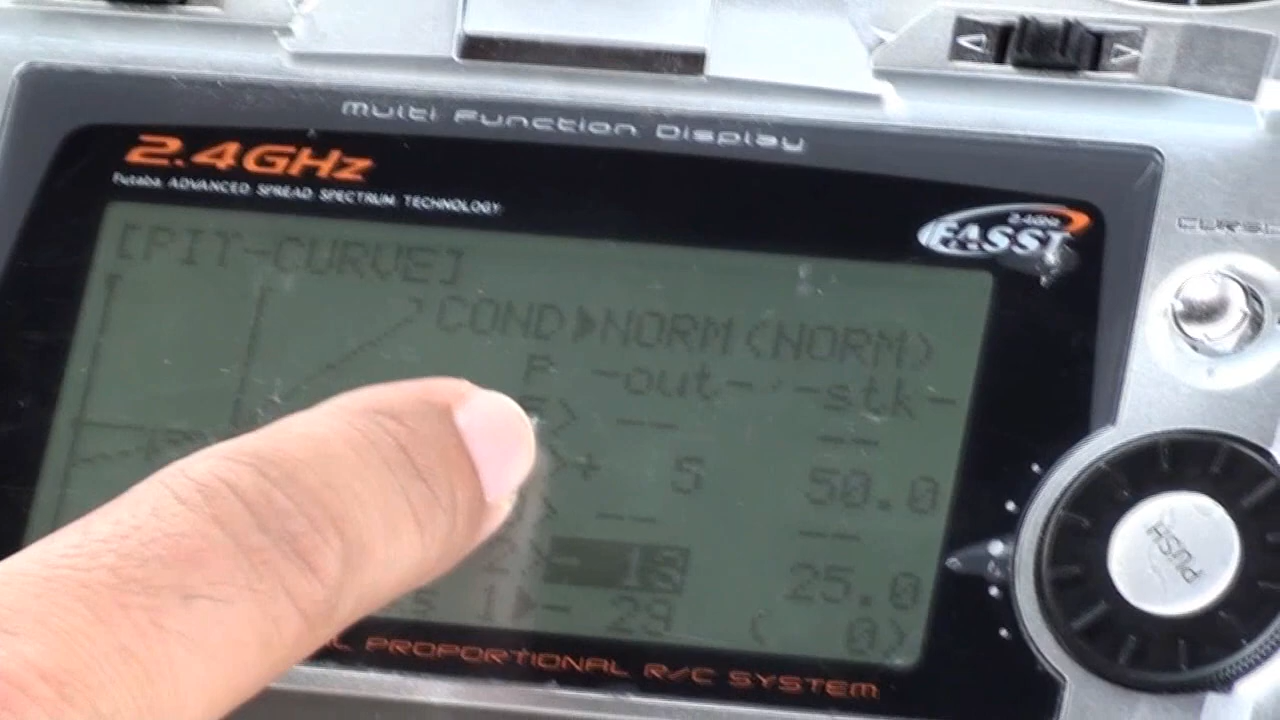 Multi Function Display
2.4GHz
Futaba ADVANCED SPREAD SPECTRUM TECHNOLOGY
2.4GHz
FASST
[PIT-CURVE]
COND▶NORM(NORM)
P -out- -stk-
> -- --
>+ 5 50.0
> -- --
25.0
1▶- 29 ( 0)
PROPORTIONAL R/C SYSTEM
PUSH